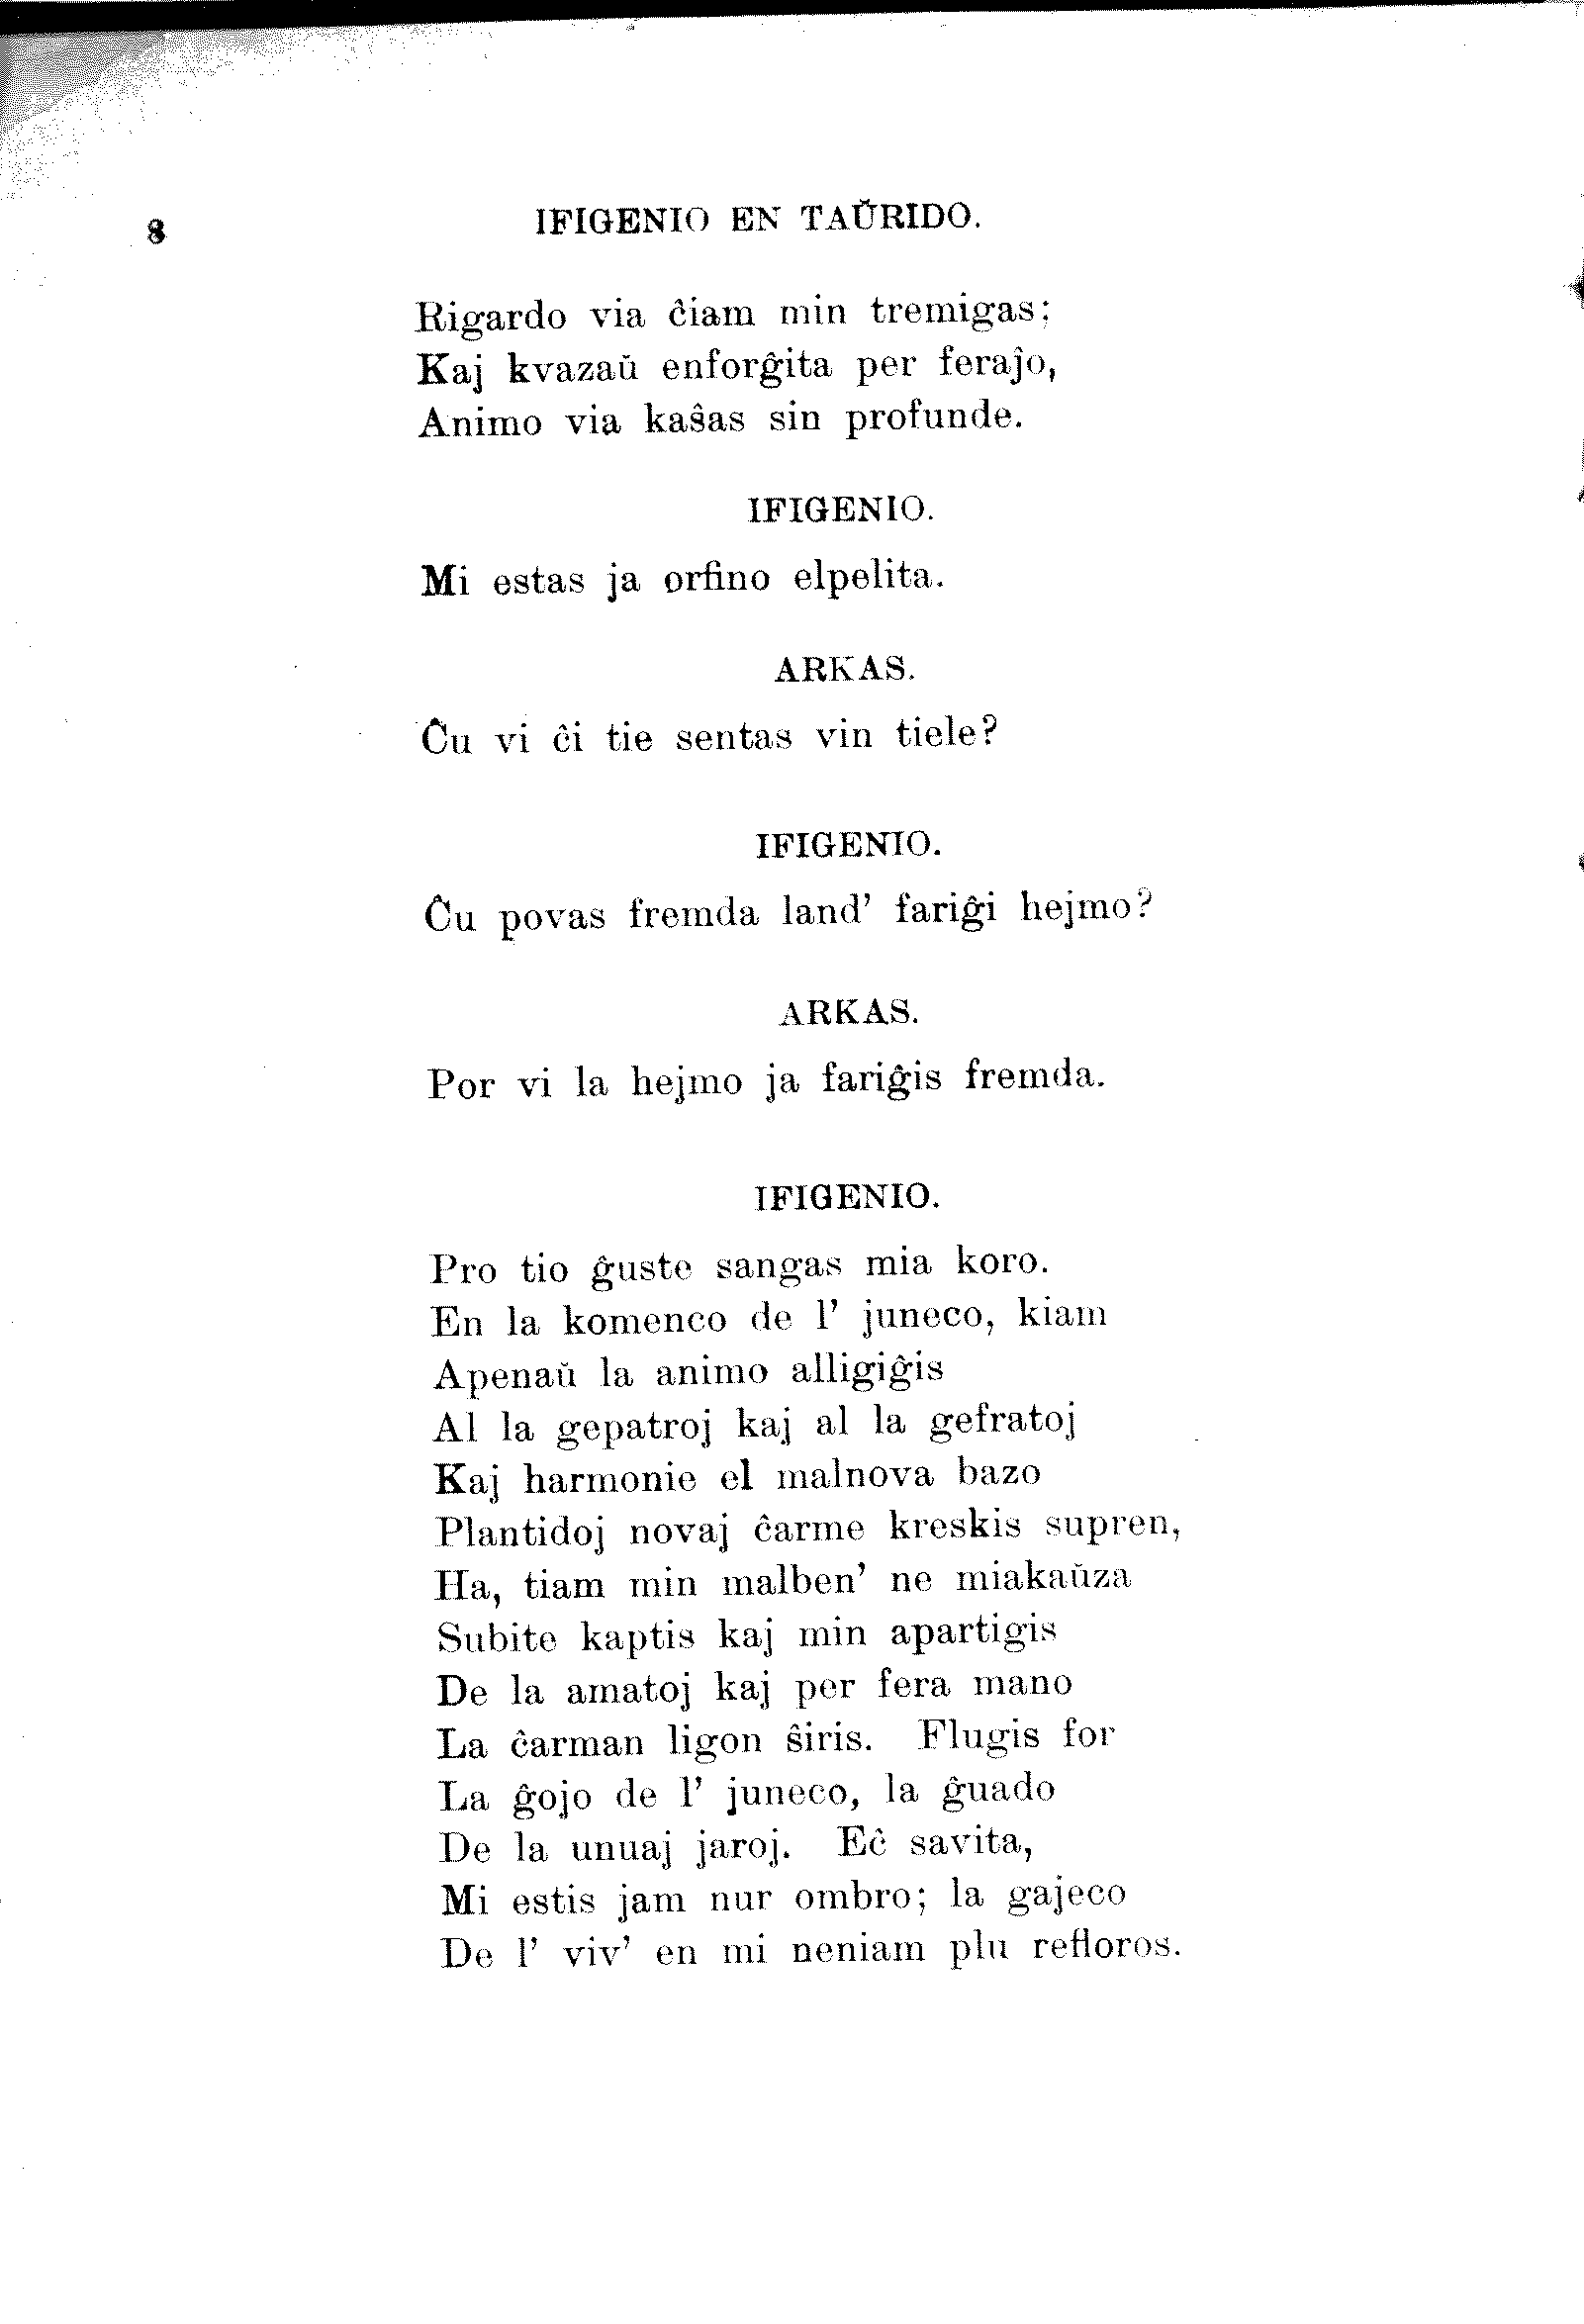 8
IFIGENIO EN TAŬRIDO.
Rigardo via ĉiam min tremigas;
Kaj kvazaŭ enforĝita per feraĵo,
Animo via kaŝas sin profunde.
IFIGENIO.
Mi estas ja orfino elpelita.
ARKAS.
Ĉu vi ĉi tie sentas vin tiele?
IFIGENIO.
Ĉu povas fremda land’ fariĝi hejmo?
ARKAS.
Por vi la hejmo ja fariĝis fremda.
IFIGENIO.
Pro tio ĝuste sangas mia koro.
En la komenco de l’ juneco, kiam
Apenaŭ la animo alligiĝis
Al la gepatroj kaj al la gefratoj
Kaj harmonie el malnova bazo
Plantidoj novaj ĉarme kreskis supren,
Ha, tiam min malben’ ne miakaŭza
Subite kaptis kaj min apartigis
De la amatoj kaj per fera mano
La ĉarman ligon ŝiris. Flugis for
La ĝojo de l’ juneco, la ĝuado
De la unuaj jaroj. Eĉ savita,
Mi estis jam nur ombro; la gajeco
De l’ viv’ en mi neniam plu refloros.